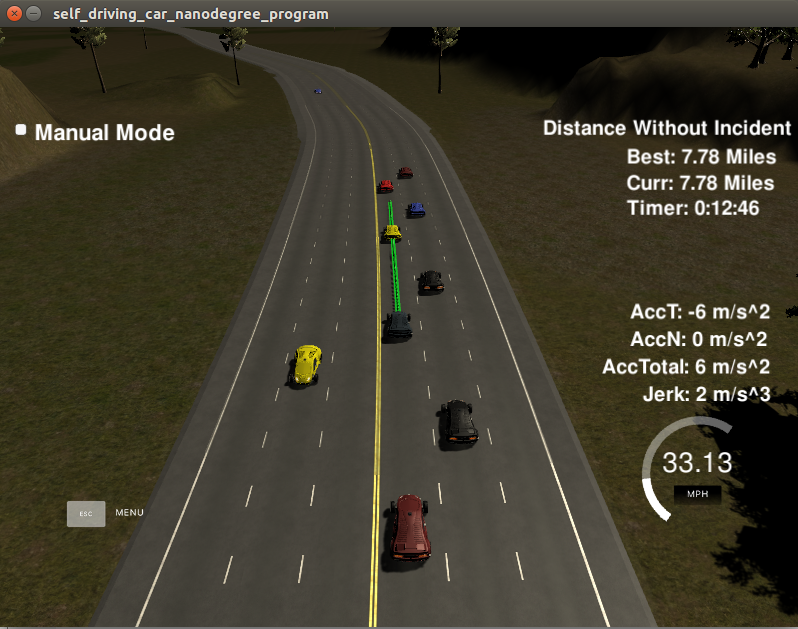 self_driving_car_nanodegree_program
Manual Mode
Distance Without Incident
Best: 7.78 Miles
Curr: 7.78 Miles
Timer: 0:12:46
AccT: -6 m/s^2
AccN: 0 m/s^2
AccTotal: 6 m/s^2
Jerk: 2 m/s^3
33.13
MPH
ESC
MENU